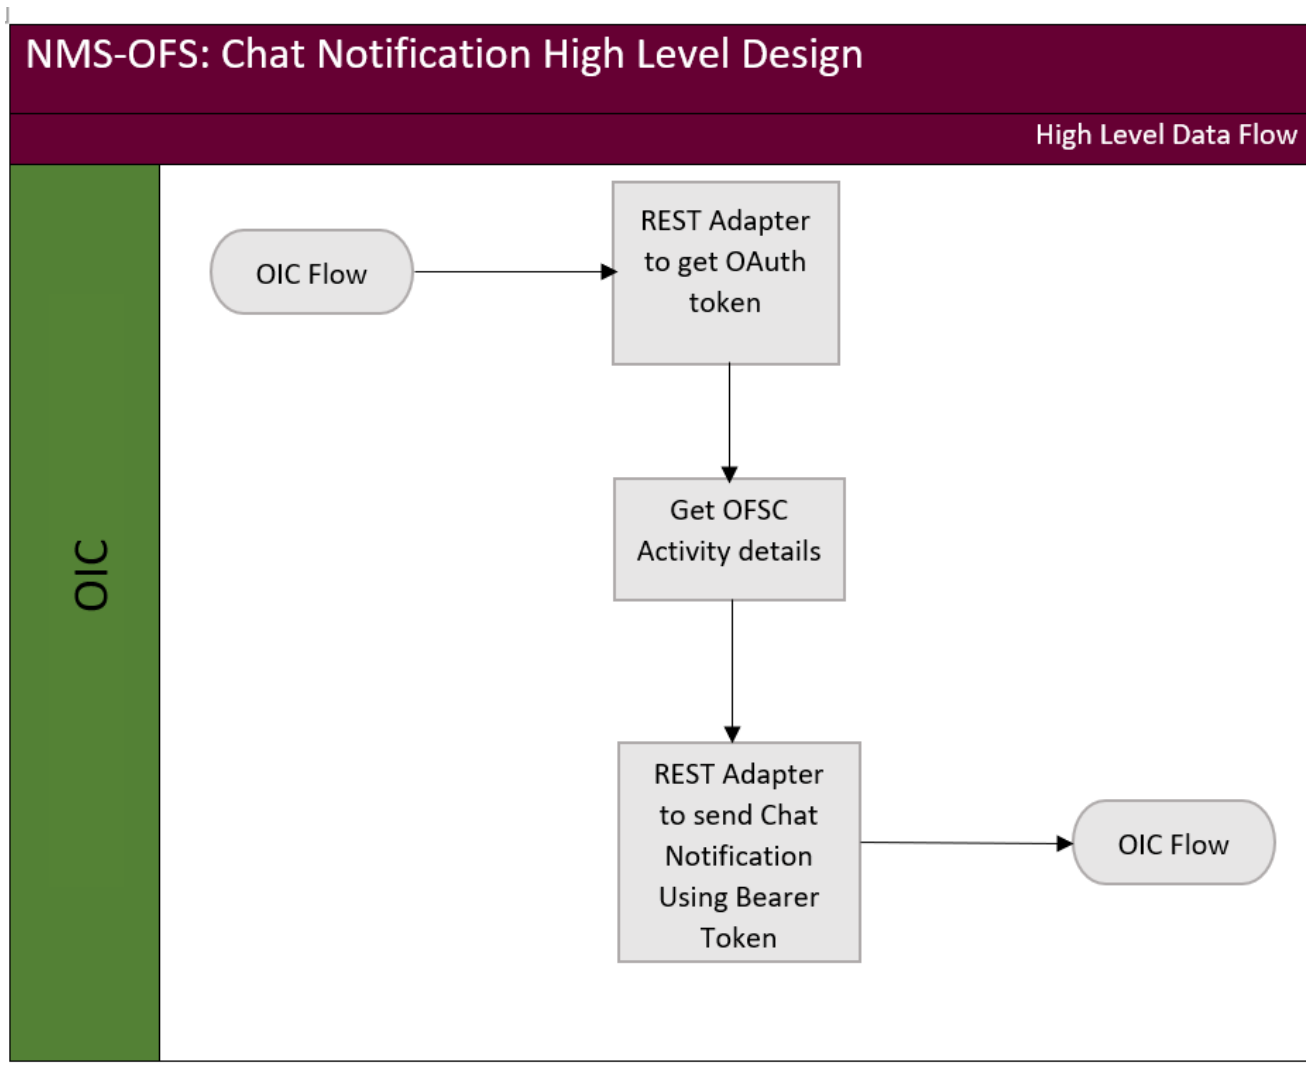 NMS-OFS: Chat Notification High Level Design
High Level Data Flow
OIC
OIC Flow
REST Adapter
to get OAuth
token
Get OFSC
Activity details
REST Adapter
to send Chat
Notification
Using Bearer
Token
OIC Flow